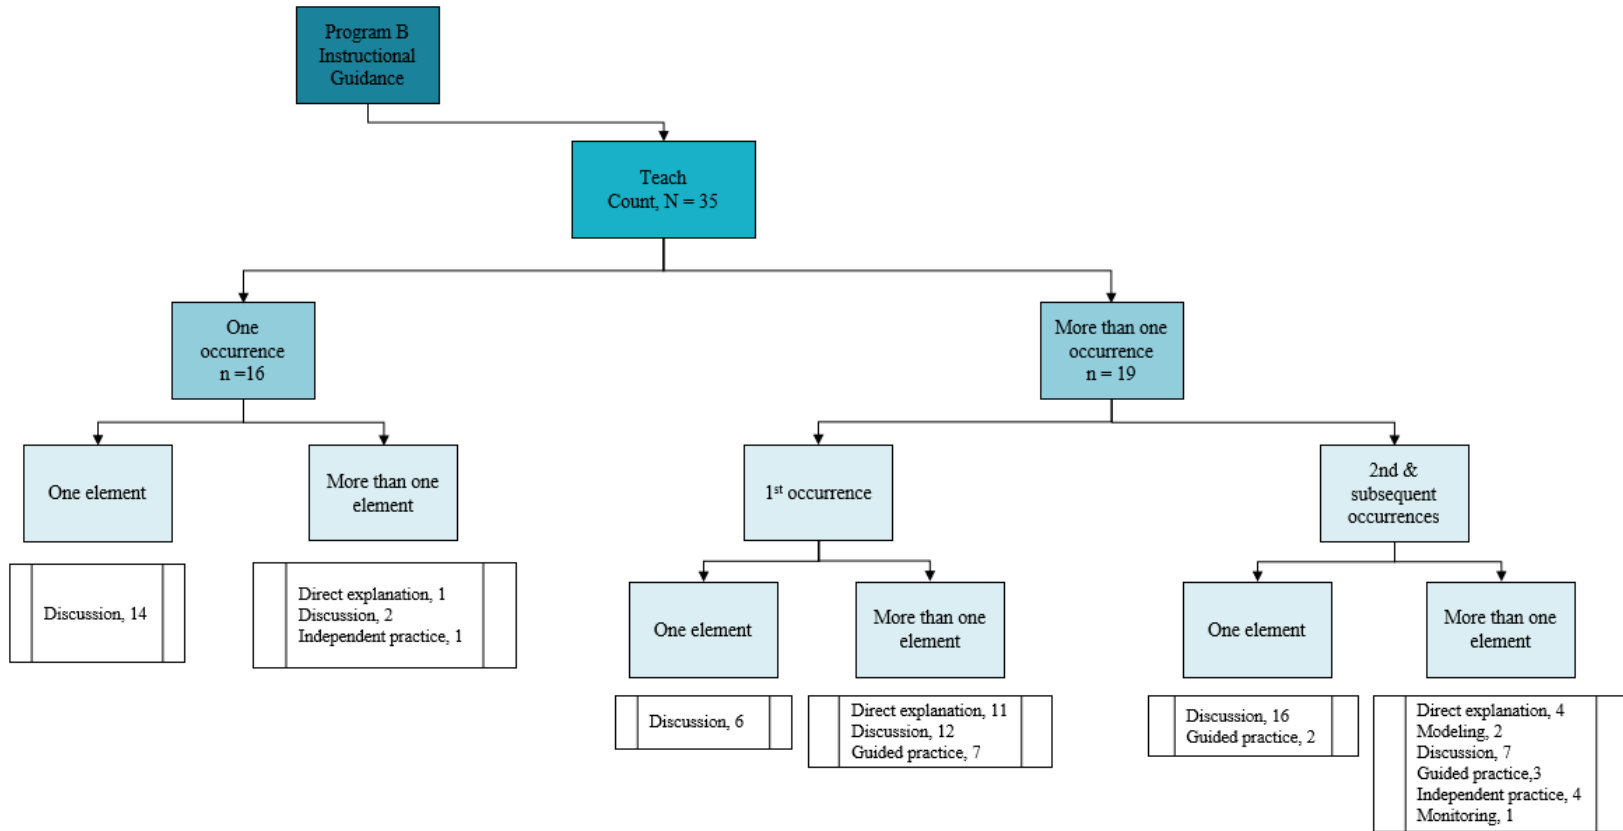 Program B
Instructional
Guidance
Teach
Count, N = 35
One
occurrence
n =16
More than one
occurrence
n = 19
One element
More than one
element
1st occurrence
2nd &
subsequent
occurrences
Discussion, 14
Direct explanation, 1
Discussion, 2
Independent practice, 1
One element
More than one
element
One element
More than one
element
Discussion, 6
Direct explanation, 11
Discussion, 12
Guided practice, 7
Discussion, 16
Guided practice, 2
Direct explanation, 4
Modeling, 2
Discussion, 7
Guided practice,3
Independent practice, 4
Monitoring, 1